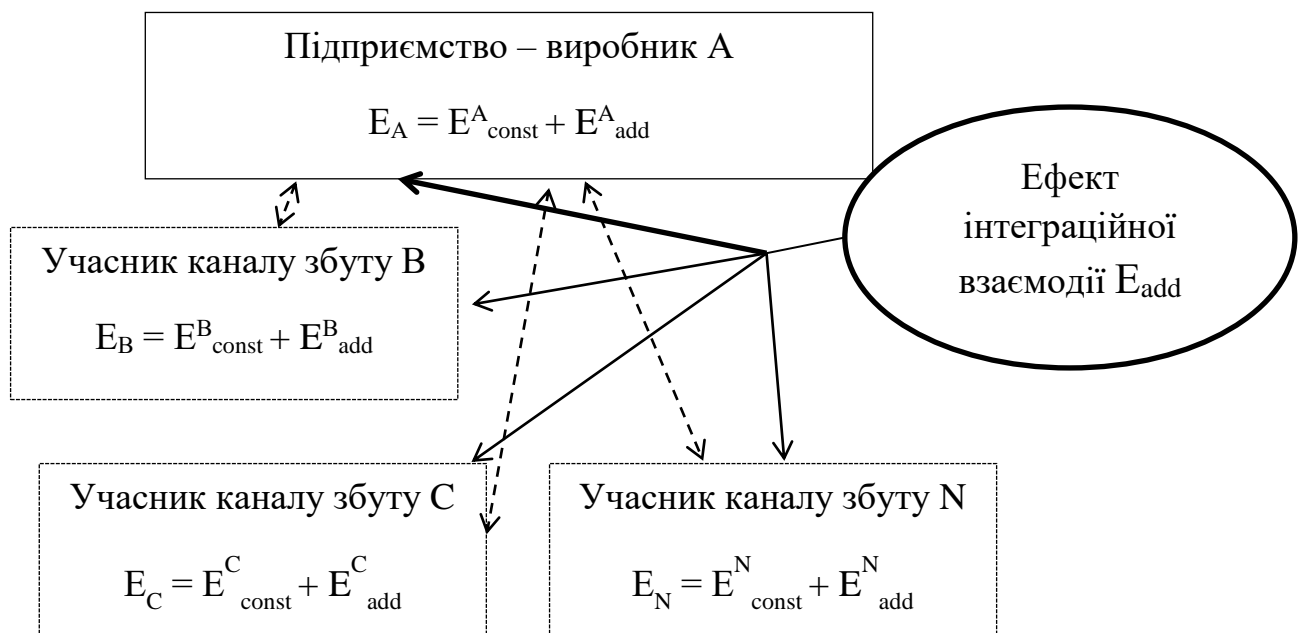 Підприємство – виробник А
E_A = E^A_const + E^A_add
Ефект
інтеграційної
взаємодії E_add
Учасник каналу збуту В
E_B = E^B_const + E^B_add
Учасник каналу збуту С
E_C = E^C_const + E^C_add
Учасник каналу збуту N
E_N = E^N_const + E^N_add